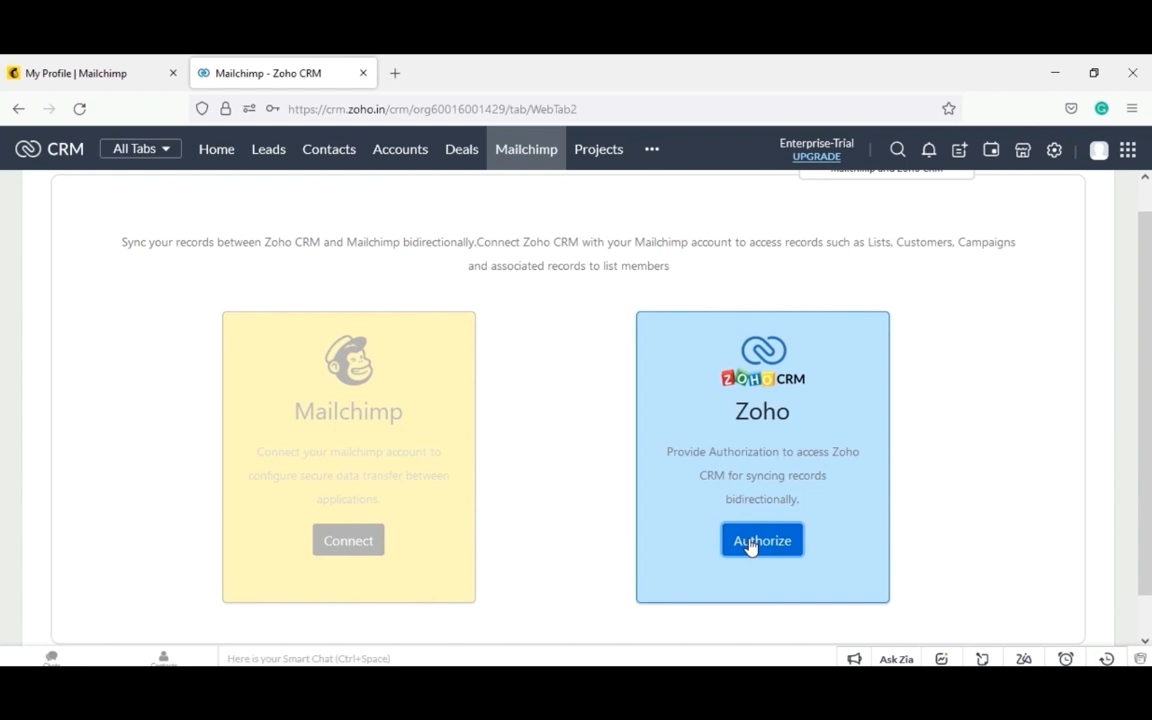 My Profile | Mailchimp
Mailchimp - Zoho CRM
https://crm.zoho.in/crm/org60016001429/tab/WebTab2
CRM
All Tabs
Home
Leads
Contacts
Accounts
Deals
Mailchimp
Projects
Enterprise-Trial
UPGRADE
Mailchimp and Zoho CRM
Sync your records between Zoho CRM and Mailchimp bidirectionally.Connect Zoho CRM with your Mailchimp account to access records such as Lists, Customers, Campaigns
and associated records to list members
Mailchimp
Connect your mailchimp account to
configure secure data transfer between
applications.
Connect
ZOHO CRM
Zoho
Provide Authorization to access Zoho
CRM for syncing records
bidirectionally.
Authorize
Here is your Smart Chat (Ctrl+Space)
Ask Zia